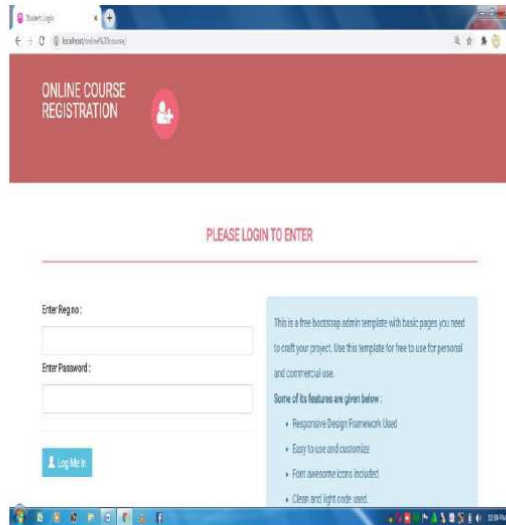 Student Login
localhost/online%20course/
ONLINE COURSE
REGISTRATION
PLEASE LOGIN TO ENTER
Enter Reg no :
Enter Password :
Log Me In
This is a free bootstrap admin template with basic pages you need
to craft your project. Use this template for free to use for personal
and commercial use.
Some of its features are given below :
Responsive Design Framework Used
Easy to use and customize
Font awesome icons included
Clean and light code used.